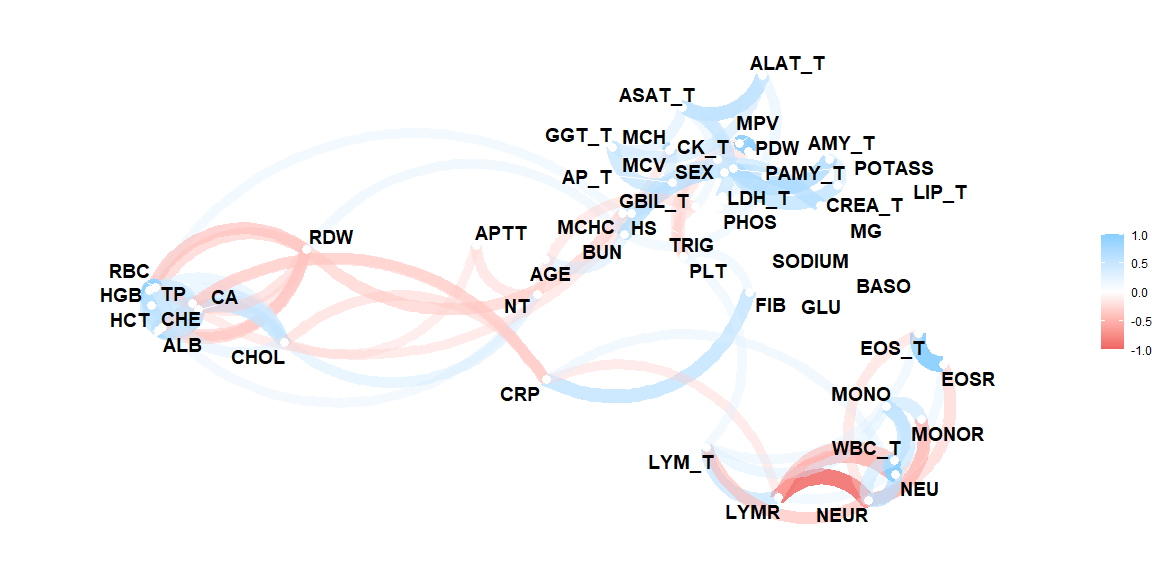 ALAT_T
ASAT_T
MPV
GGT_T
MCH
CK_T
PDW
AMY_T
MCV
SEX
PAMY_T
POTASS
AP_T
LIP_T
GBIL_T
LDH_T
CREA_T
MCHC
HS
PHOS
MG
RDW
APTT
BUN
TRIG
1.0
RBC
AGE
PLT
SODIUM
0.5
HGB
TP
CA
NT
FIB
GLU
BASO
0.0
HCT
CHE
-0.5
ALB
CHOL
EOS_T
-1.0
CRP
MONO
EOSR
WBC_T
MONOR
LYM_T
NEU
LYMR
NEUR